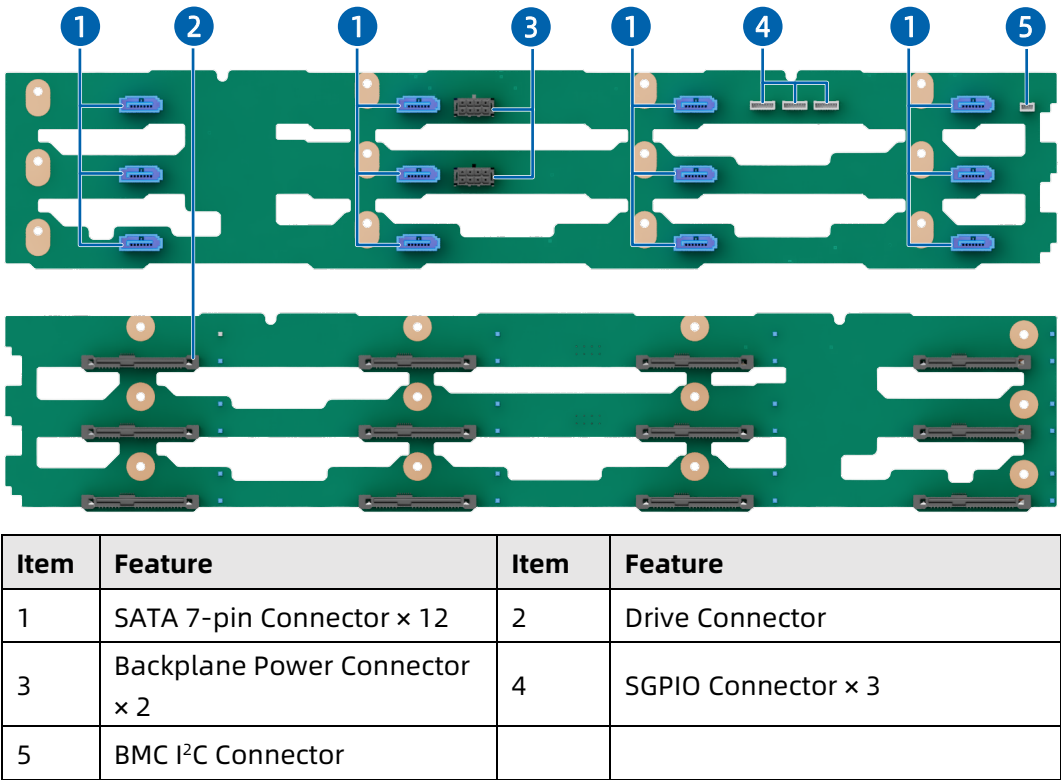 1 2 1 3 1 4 1 5
Item Feature Item Feature
1 SATA 7-pin Connector × 12 2 Drive Connector
3 Backplane Power Connector
× 2 4 SGPIO Connector × 3
5 BMC I²C Connector